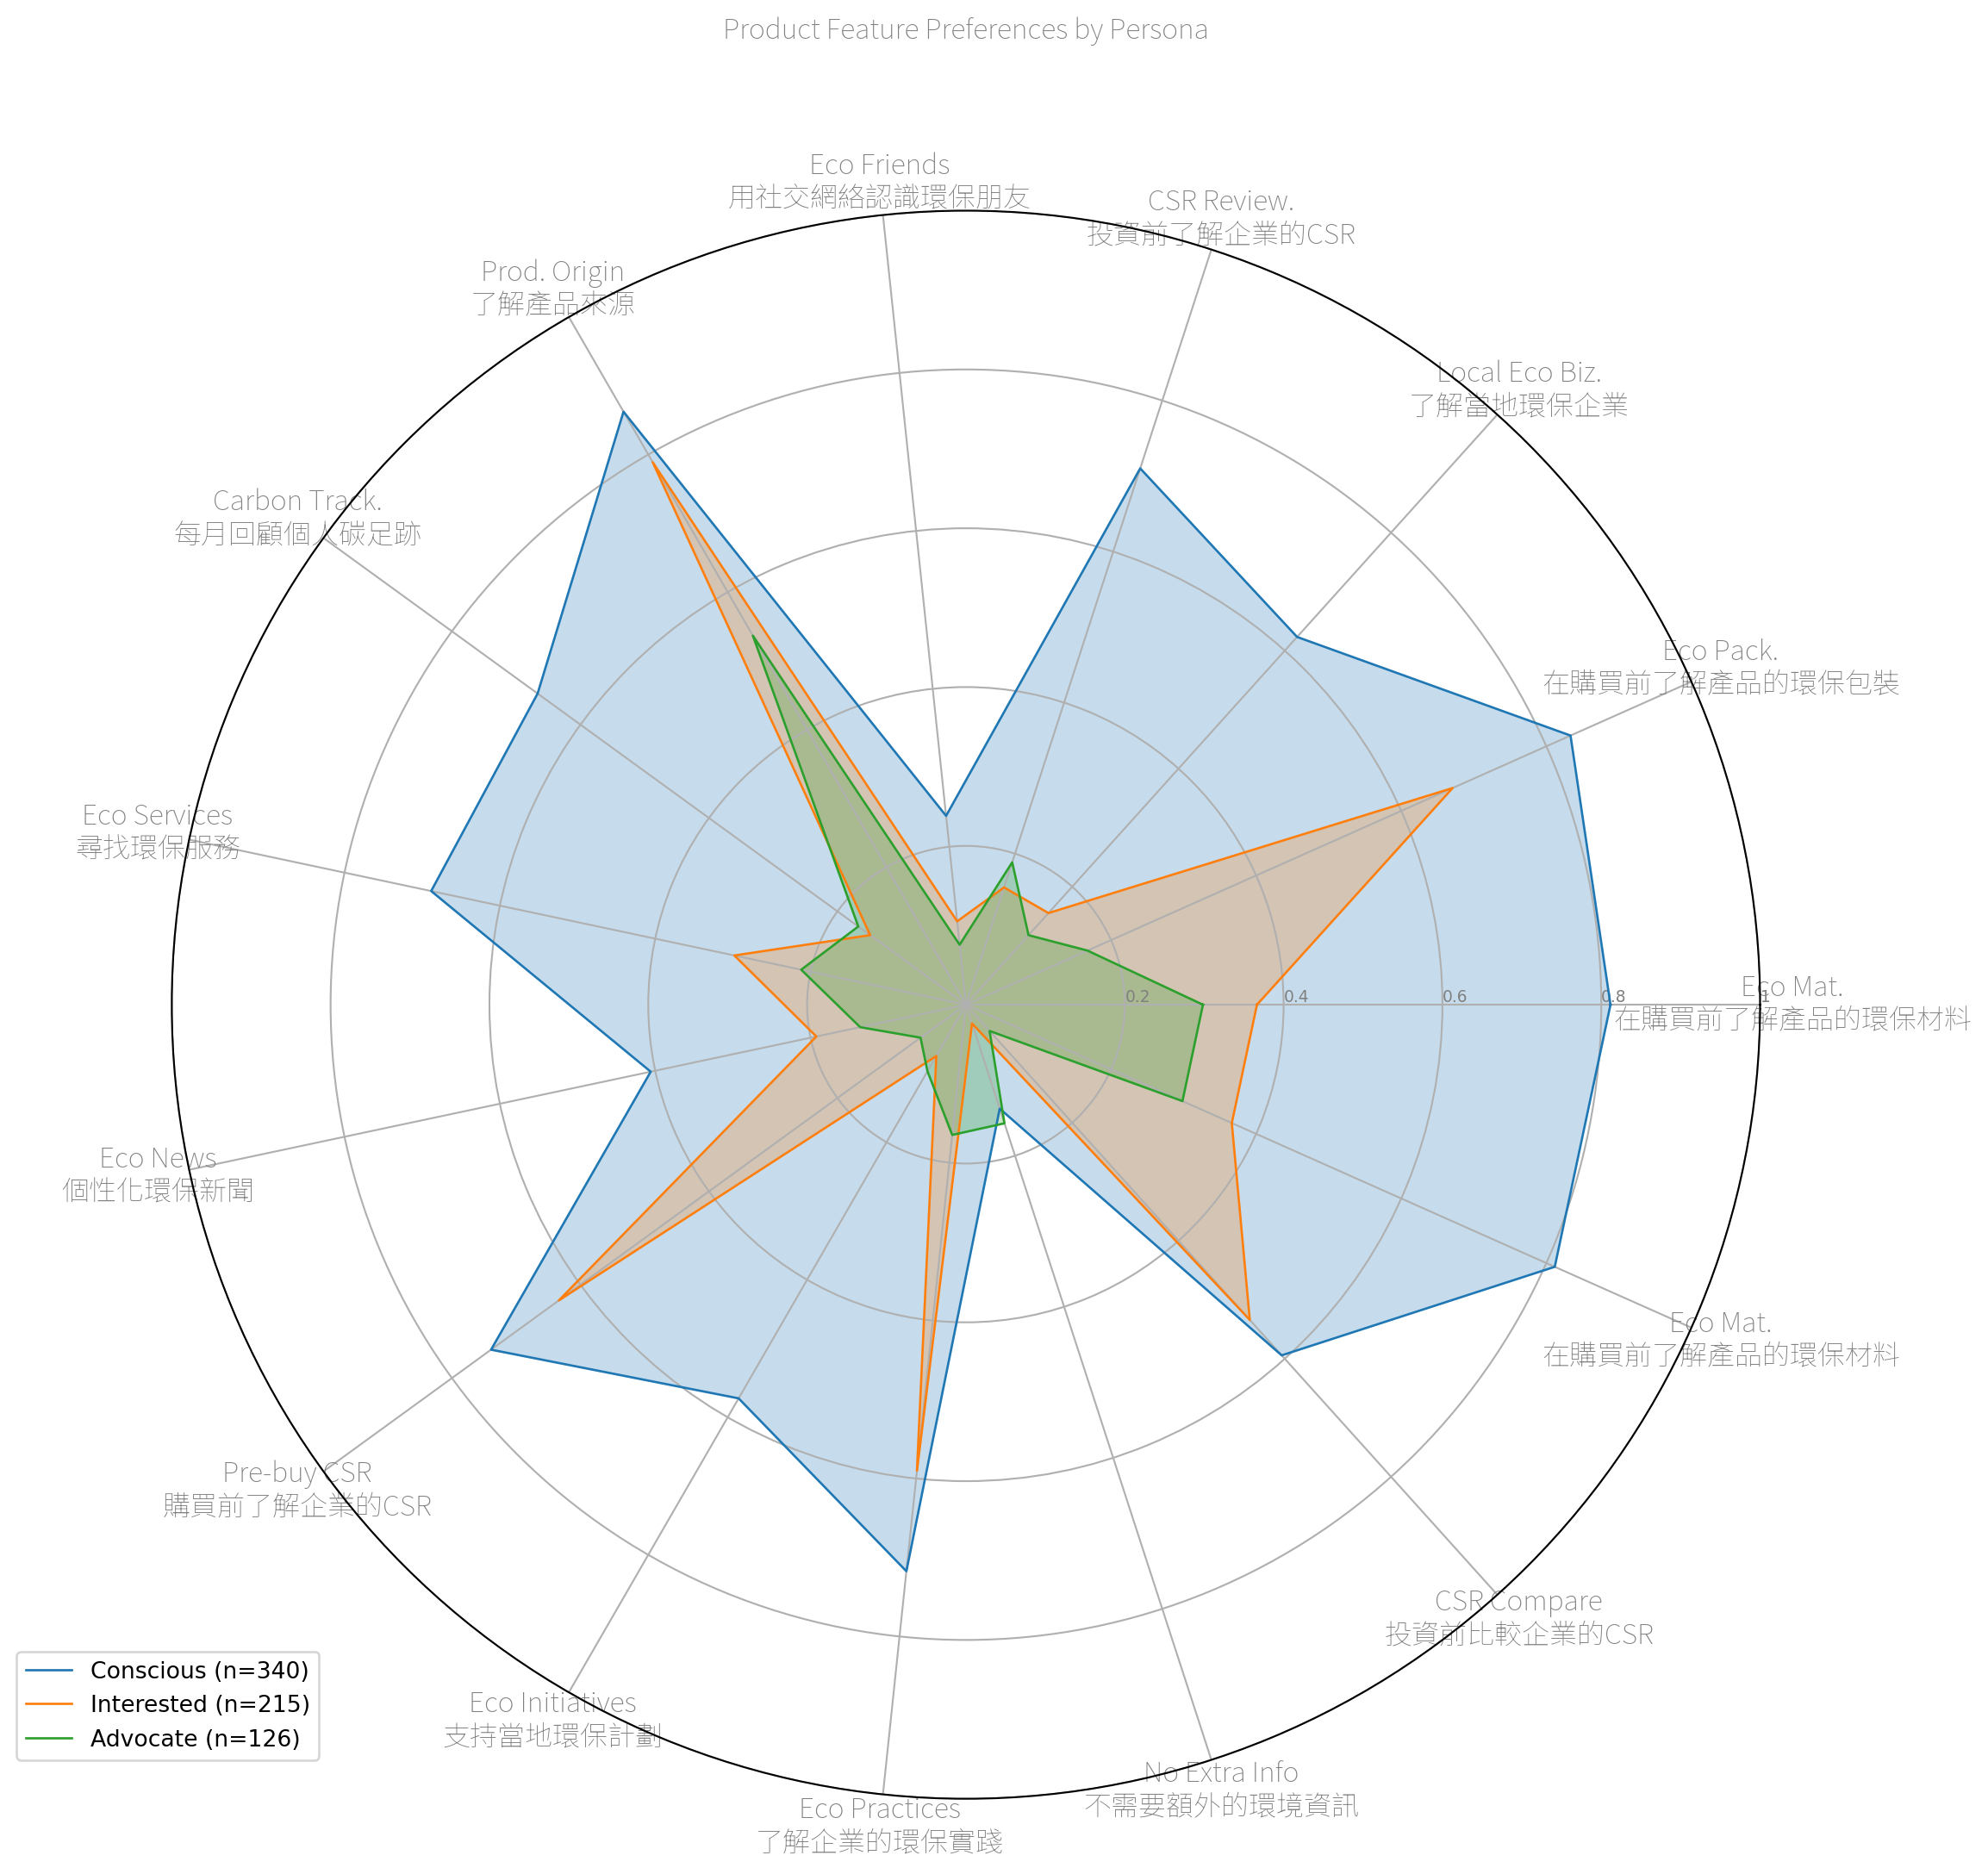 Product Feature Preferences by Persona
Eco Friends
用社交網絡認識環保朋友
CSR Review.
投資前了解企業的CSR
Prod. Origin
了解產品來源
Local Eco Biz.
了解當地環保企業
Carbon Track.
每月回顧個人碳足跡
Eco Pack.
在購買前了解產品的環保包裝
Eco Services
尋找環保服務
0.2
0.4
0.6
0.8
1
Eco Mat.
在購買前了解產品的環保材料
Eco News
個性化環保新聞
Eco Mat.
在購買前了解產品的環保材料
Pre-buy CSR
購買前了解企業的CSR
CSR Compare
投資前比較企業的CSR
Eco Initiatives
支持當地環保計劃
No Extra Info
不需要額外的環境資訊
Eco Practices
了解企業的環保實踐
Conscious (n=340)
Interested (n=215)
Advocate (n=126)